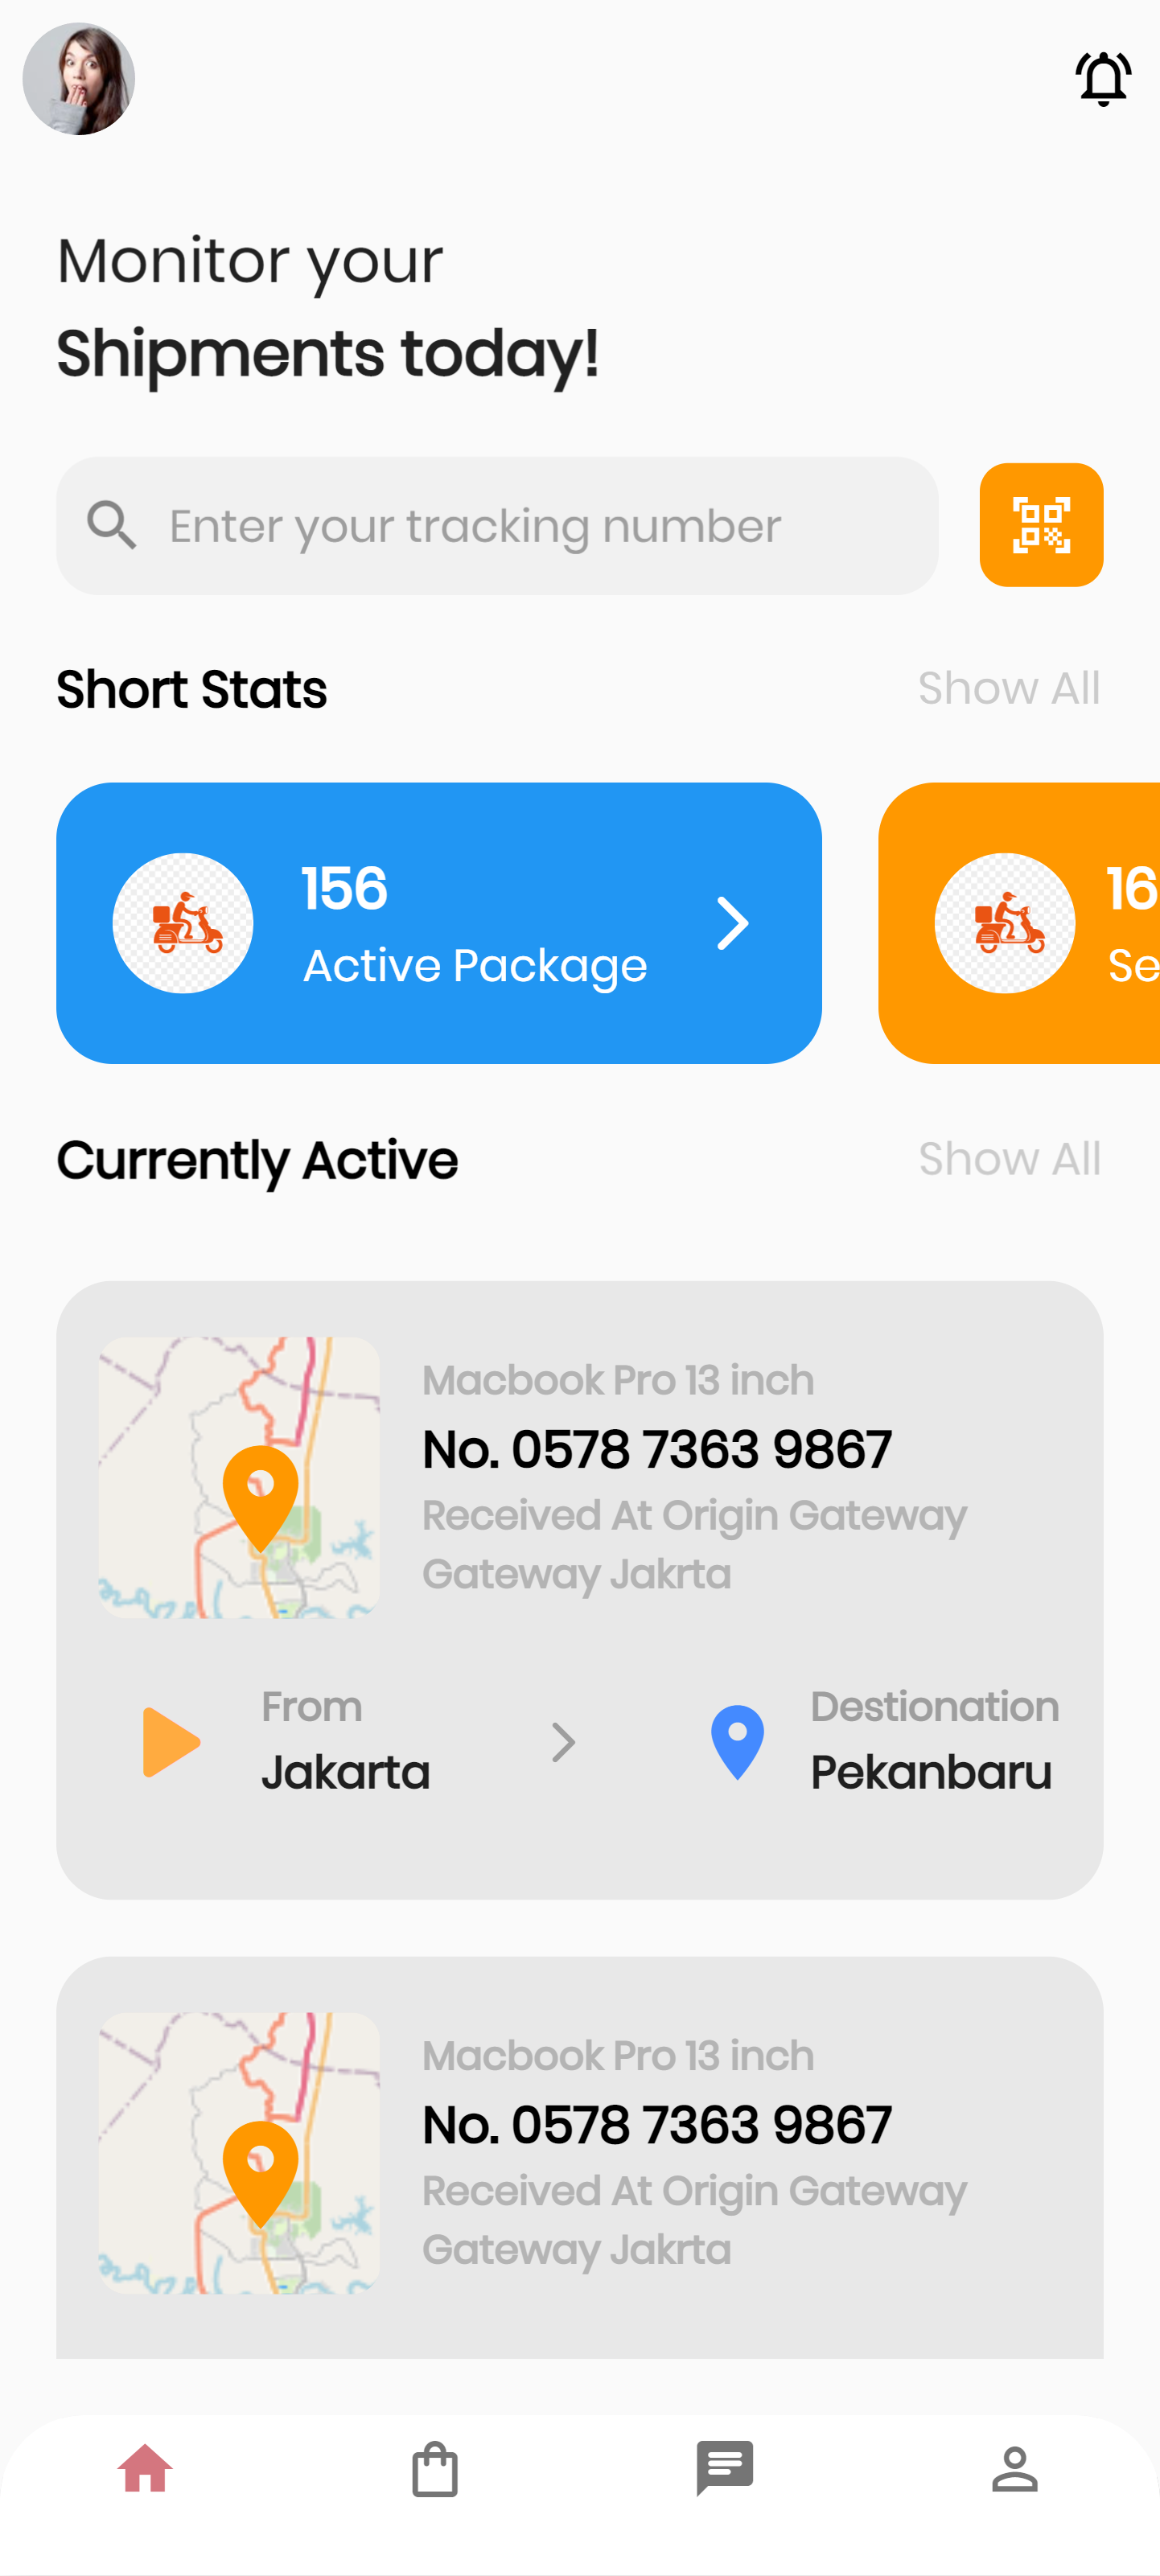 Monitor your
Shipments today!
Enter your tracking number
Short Stats
Show All
156
Active Package
16
Se
Currently Active
Show All
Macbook Pro 13 inch
No. 0578 7363 9867
Received At Origin Gateway
Gateway Jakrta
From
Jakarta
Destionation
Pekanbaru
Macbook Pro 13 inch
No. 0578 7363 9867
Received At Origin Gateway
Gateway Jakrta